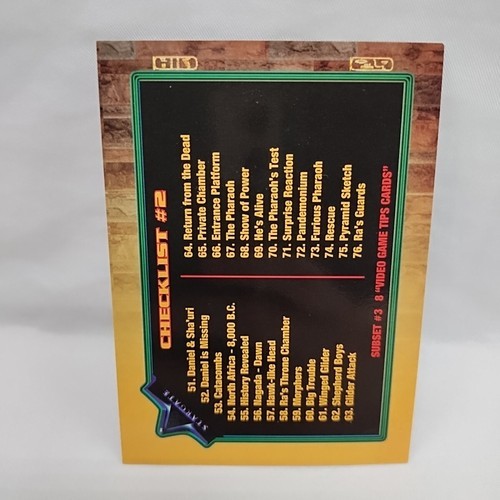 STARGATE
CHECKLIST #2
51. Daniel & Sha'uri
52. Daniel is Missing
53. Catacombs
54. North Africa - 8,000 B.C.
55. History Revealed
56. Nagada - Dawn
57. Hawk-like Head
58. Ra's Throne Chamber
59. Morphers
60. Big Trouble
61. Winged Glider
62. Shepherd Boys
63. Glider Attack
64. Return from the Dead
65. Private Chamber
66. Entrance Platform
67. The Pharaoh
68. Show of Power
69. He's Alive
70. The Pharaoh's Test
71. Surprise Reaction
72. Pandemonium
73. Furious Pharaoh
74. Rescue
75. Pyramid Sketch
76. Ra's Guards
SUBSET #3 8 "VIDEO GAME TIPS CARDS"